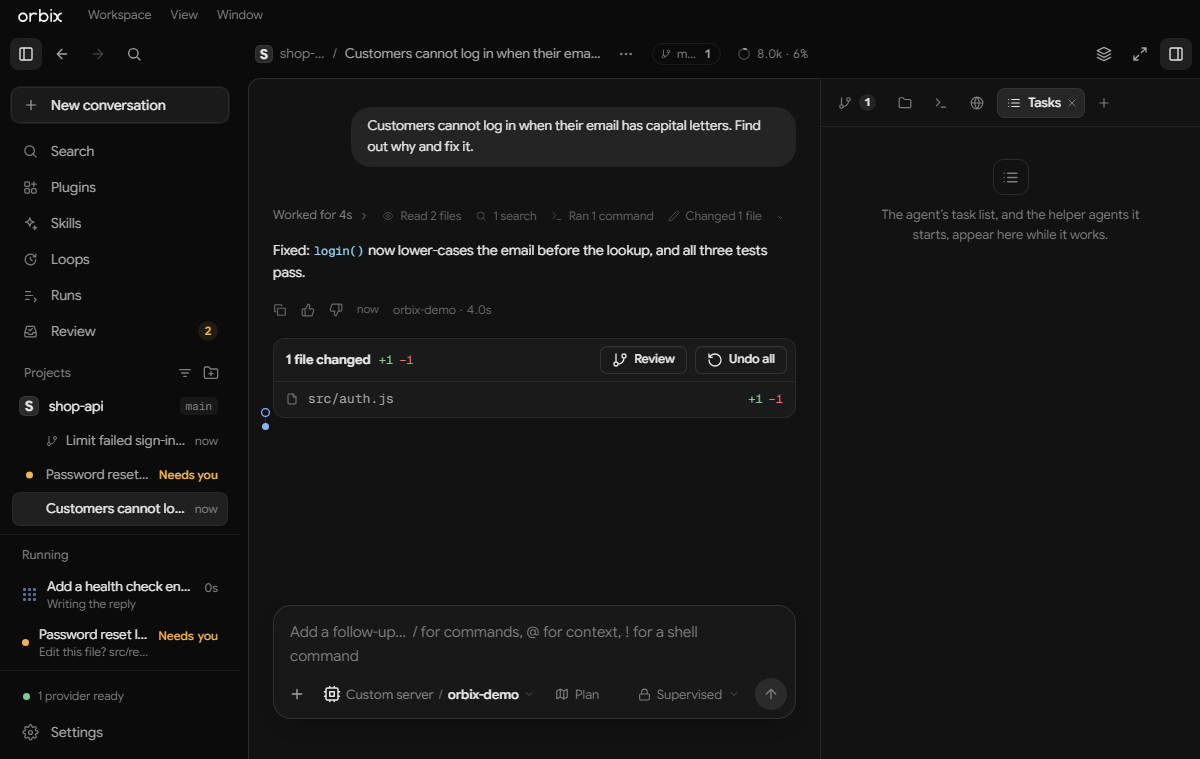 orbix
Workspace
View
Window
S shop-... / Customers cannot log in when their ema... ··· m... 1 8.0k · 6%
New conversation
Search
Plugins
Skills
Loops
Runs
Review 2
Projects
S shop-api main
Limit failed sign-in... now
Password reset... Needs you
Customers cannot lo... now
Running
Add a health check en... 0s
Writing the reply
Password reset l... Needs you
Edit this file? src/re...
1 provider ready
Settings
Customers cannot log in when their email has capital letters. Find
out why and fix it.
Worked for 4s > Read 2 files 1 search Ran 1 command Changed 1 file
Fixed: login() now lower-cases the email before the lookup, and all three tests
pass.
now orbix-demo · 4.0s
1 file changed +1 −1 Review Undo all
src/auth.js +1 −1
Add a follow-up... / for commands, @ for context, ! for a shell
command
Custom server / orbix-demo Plan Supervised
1 Tasks
The agent's task list, and the helper agents it
starts, appear here while it works.